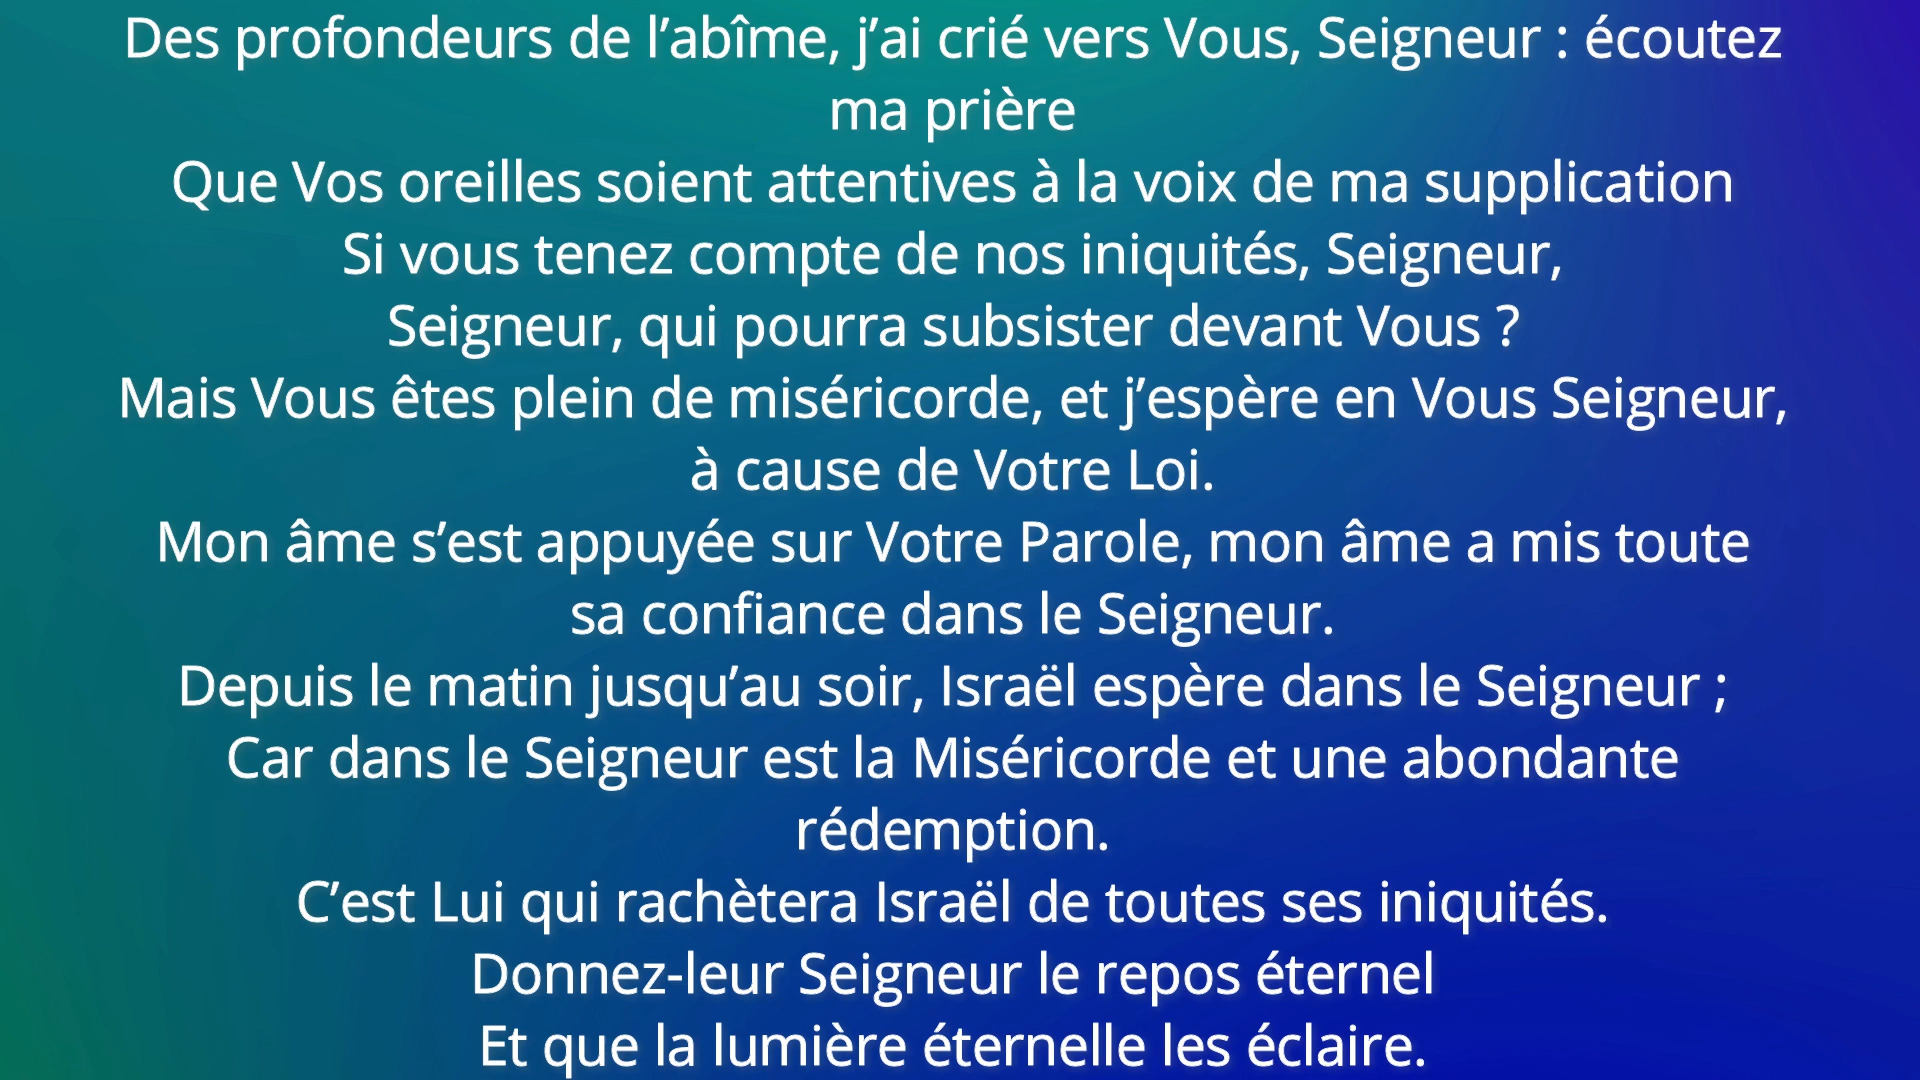 Des profondeurs de l’abîme, j’ai crié vers Vous, Seigneur : écoutez
ma prière
Que Vos oreilles soient attentives à la voix de ma supplication
Si vous tenez compte de nos iniquités, Seigneur,
Seigneur, qui pourra subsister devant Vous ?
Mais Vous êtes plein de miséricorde, et j’espère en Vous Seigneur,
à cause de Votre Loi.
Mon âme s’est appuyée sur Votre Parole, mon âme a mis toute
sa confiance dans le Seigneur.
Depuis le matin jusqu’au soir, Israël espère dans le Seigneur ;
Car dans le Seigneur est la Miséricorde et une abondante
rédemption.
C’est Lui qui rachètera Israël de toutes ses iniquités.
Donnez-leur Seigneur le repos éternel
Et que la lumière éternelle les éclaire.